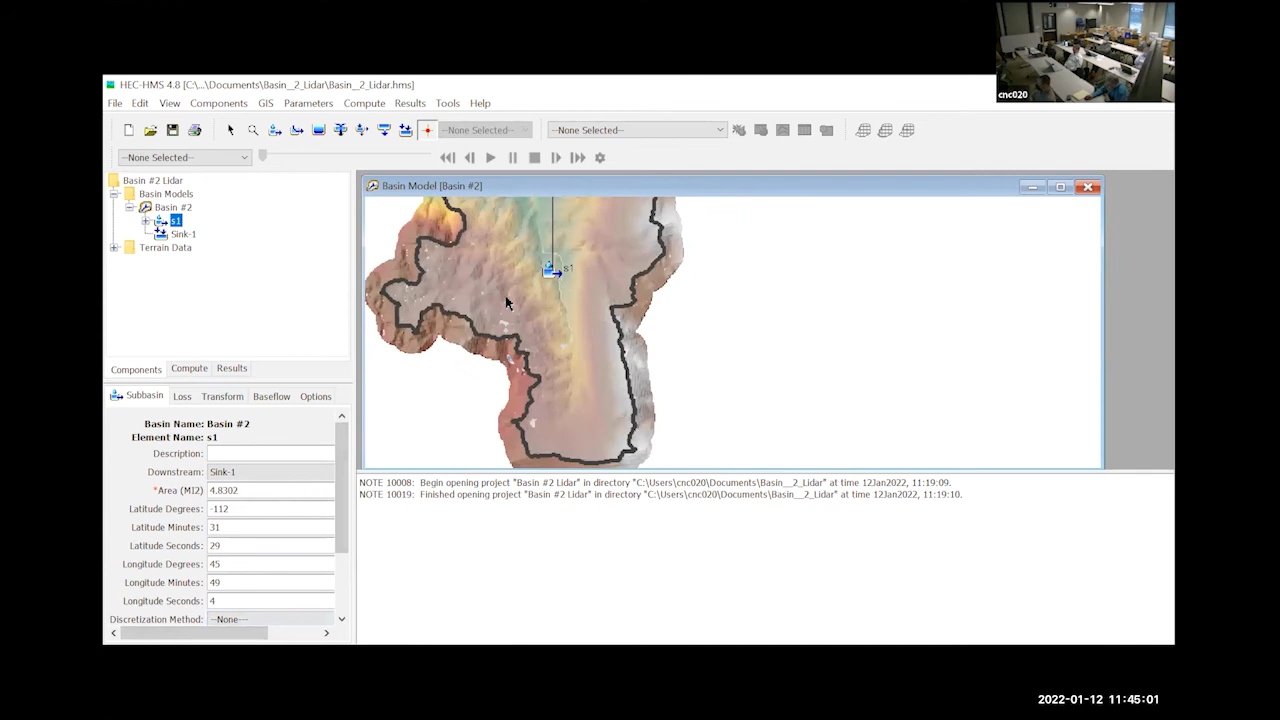 cnc020
HEC-HMS 4.8 [C:\...\Documents\Basin__2_Lidar\Basin__2_Lidar.hms]
File Edit View Components GIS Parameters Compute Results Tools Help
--None Selected-- --None Selected--
--None Selected--
Basin #2 Lidar
Basin Models
Basin #2
s1
Sink-1
Terrain Data
Basin Model [Basin #2]
s1
Components Compute Results
Subbasin Loss Transform Baseflow Options
Basin Name: Basin #2
Element Name: s1
Description:
Downstream: Sink-1
*Area (MI2) 4.8302
Latitude Degrees: -112
Latitude Minutes: 31
Latitude Seconds: 29
Longitude Degrees: 45
Longitude Minutes: 49
Longitude Seconds: 4
Discretization Method: --None--
NOTE 10008: Begin opening project "Basin #2 Lidar" in directory "C:\Users\cnc020\Documents\Basin__2_Lidar" at time 12Jan2022, 11:19:09.
NOTE 10019: Finished opening project "Basin #2 Lidar" in directory "C:\Users\cnc020\Documents\Basin__2_Lidar" at time 12Jan2022, 11:19:10.
2022-01-12 11:45:01